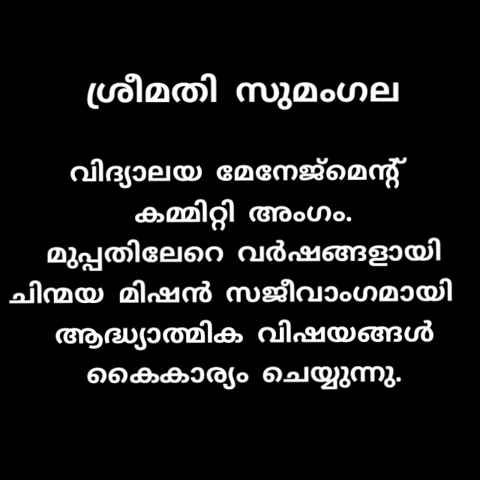 ശ്രീമതി സുമംഗല
വിദ്യാലയ മേനേജ്മെന്റ്
കമ്മിറ്റി അംഗം.
മുപ്പതിലേറെ വർഷങ്ങളായി
ചിന്മയ മിഷൻ സജീവാംഗമായി
ആദ്ധ്യാത്മിക വിഷയങ്ങൾ
കൈകാര്യം ചെയ്യുന്നു.